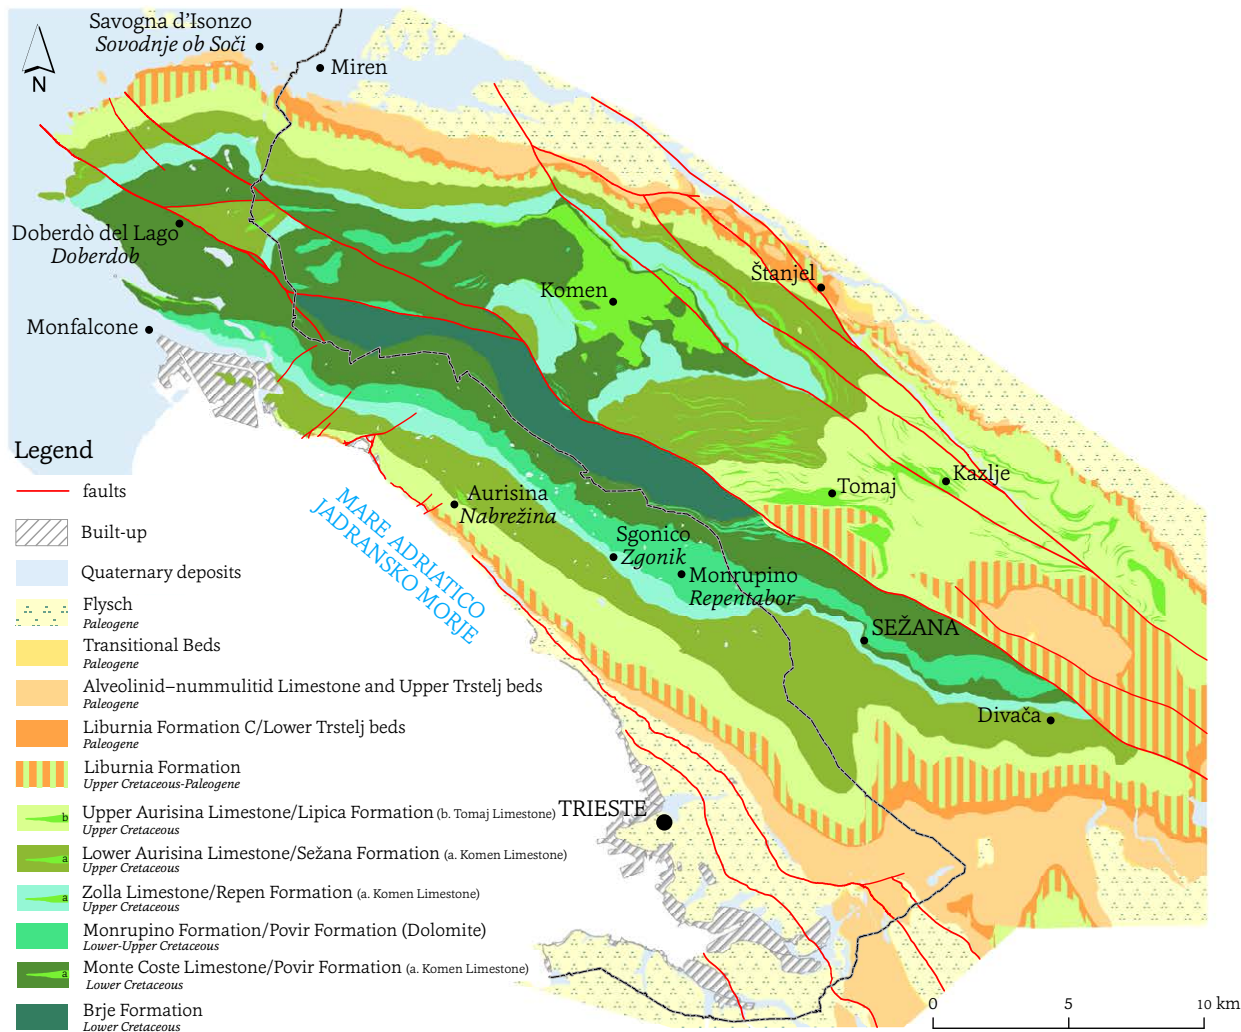 Savogna d’Isonzo
Sovodnje ob Soči
Miren
N
Doberdò del Lago
Doberdob
Štanjel
Komen
Monfalcone
Tomaj
Kazlje
Aurisina
Nabrežina
MARE ADRIATICO
JADRANSKO MORJE
Sgonico
Zgonik
Monrupino
Repentabor
SEŽANA
Divača
TRIESTE
Legend
faults
Built-up
Quaternary deposits
Flysch
Paleogene
Transitional Beds
Paleogene
Alveolinid–nummulitid Limestone and Upper Trstelj beds
Paleogene
Liburnia Formation C/Lower Trstelj beds
Paleogene
Liburnia Formation
Upper Cretaceous-Paleogene
b Upper Aurisina Limestone/Lipica Formation (b. Tomaj Limestone)
Upper Cretaceous
a Lower Aurisina Limestone/Sežana Formation (a. Komen Limestone)
Upper Cretaceous
a Zolla Limestone/Repen Formation (a. Komen Limestone)
Upper Cretaceous
Monrupino Formation/Povir Formation (Dolomite)
Lower-Upper Cretaceous
a Monte Coste Limestone/Povir Formation (a. Komen Limestone)
Lower Cretaceous
Brje Formation
Lower Cretaceous
0 5 10 km